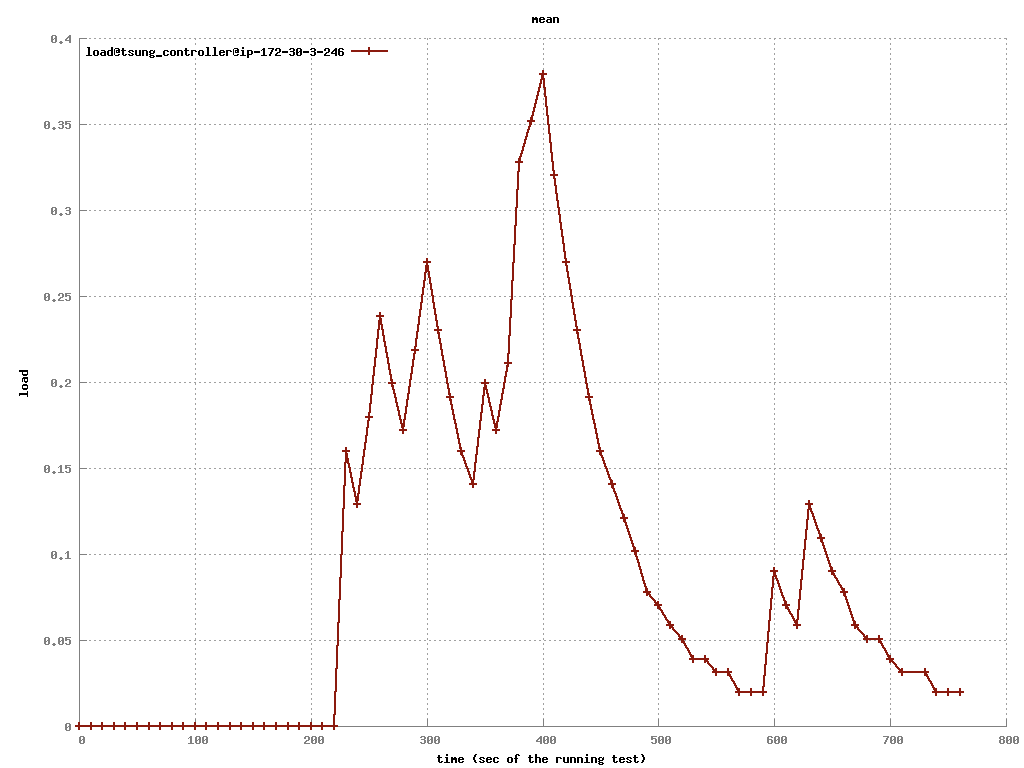 mean
load@tsung_controller@ip-172-30-3-246
0.4
0.35
0.3
0.25
0.2
0.15
0.1
0.05
0
load
0 100 200 300 400 500 600 700 800
time (sec of the running test)